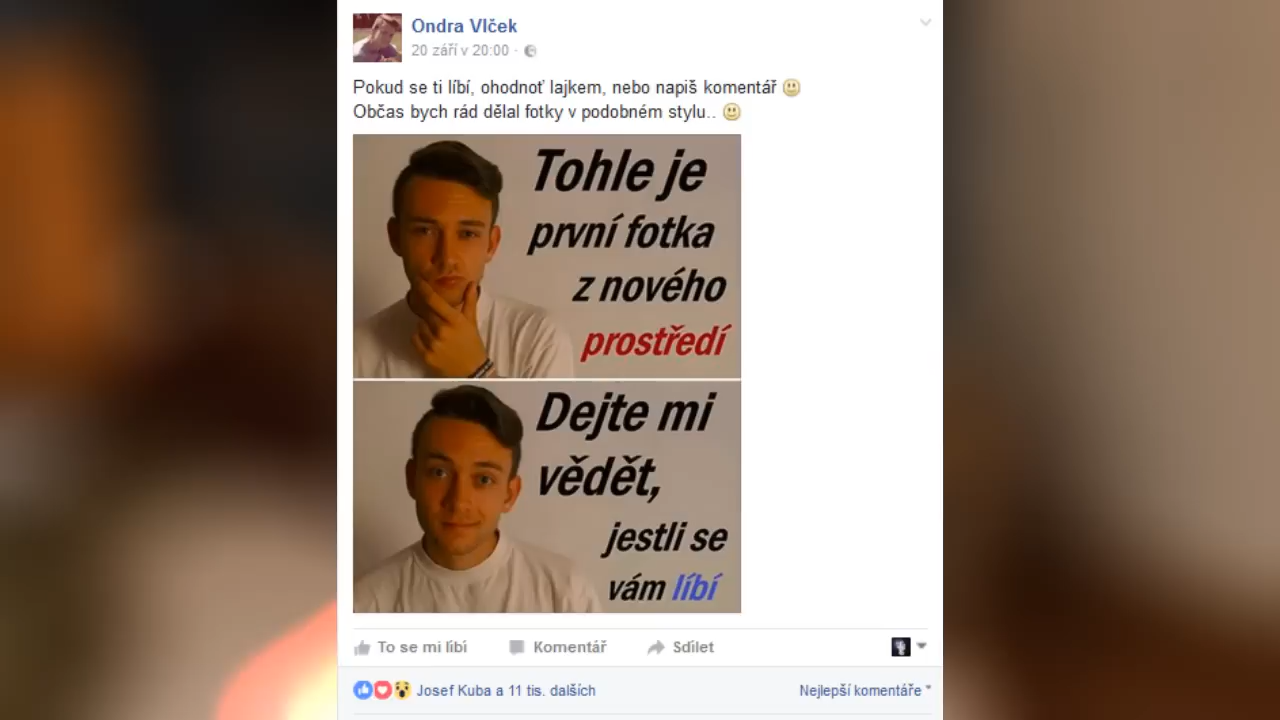 Ondra Vlček
20 září v 20:00 ·
Pokud se ti líbí, ohodnoť lajkem, nebo napiš komentář
Občas bych rád dělal fotky v podobném stylu..
Tohle je
první fotka
z nového
prostředí
Dejte mi
vědět,
jestli se
vám líbí
To se mi líbí Komentář Sdílet
Josef Kuba a 11 tis. dalších Nejlepší komentáře